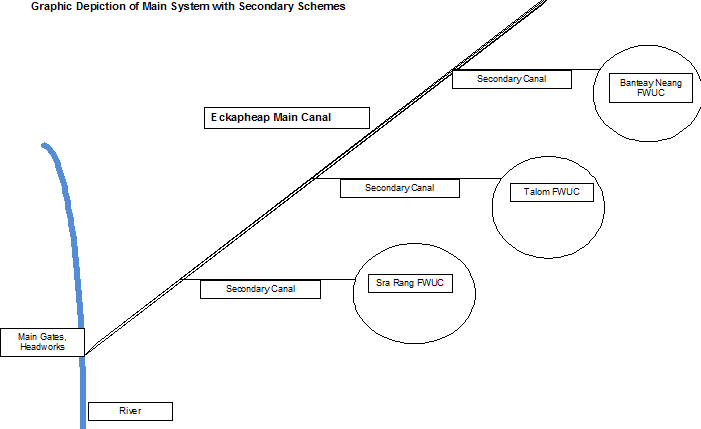 Graphic Depiction of Main System with Secondary Schemes
Secondary Canal
Banteay Neang
FWUC
Eckapheap Main Canal
Secondary Canal
Talom FWUC
Secondary Canal
Sra Rang FWUC
Main Gates,
Headworks
River